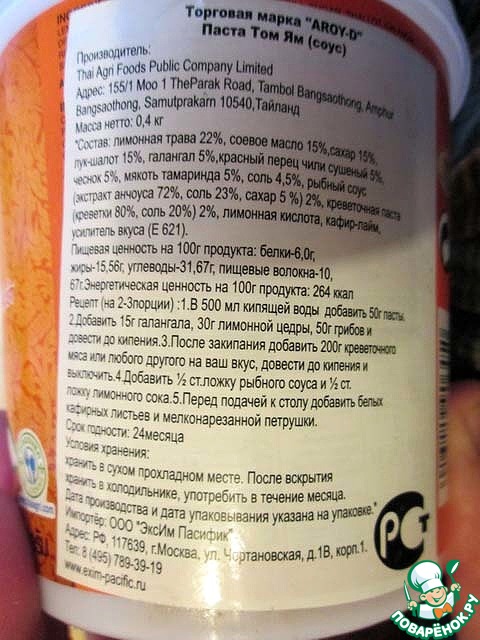 Торговая марка "AROY-D"
Паста Том Ям (соус)
Производитель:
Thai Agri Foods Public Company Limited
Адрес: 155/1 Moo 1 TheParak Road, Tambol Bangsaothong, Amphur
Bangsaothong, Samutprakarn 10540,Тайланд
Масса нетто: 0,4 кг
*Состав: лимонная трава 22%, соевое масло 15%,сахар 15%,
лук-шалот 15%, галангал 5%,красный перец чили сушеный 5%,
чеснок 5%, мякоть тамаринда 5%, соль 4,5%, рыбный соус
(экстракт анчоуса 72%, соль 23%, сахар 5 %) 2%, креветочная паста
(креветки 80%, соль 20%) 2%, лимонная кислота, кафир-лайм,
усилитель вкуса (Е 621).
Пищевая ценность на 100г продукта: белки-6,0г,
жиры-15,56г, углеводы-31,67г, пищевые волокна-10,
67г.Энергетическая ценность на 100г продукта: 264 ккал
Рецепт (на 2-3порции) :1.В 500 мл кипящей воды добавить 50г пасты.
2.Добавить 15г галангала, 30г лимонной цедры, 50г грибов и
довести до кипения.3.После закипания добавить 200г креветочного
мяса или любого другого на ваш вкус, довести до кипения и
выключить.4.Добавить ½ ст.ложку рыбного соуса и ½ ст.
ложку лимонного сока.5.Перед подачей к столу добавить белых
кафирных листьев и мелконарезанной петрушки.
Срок годности: 24месяца
Условия хранения:
хранить в сухом прохладном месте. После вскрытия
хранить в холодильнике, употребить в течение месяца.
Дата производства и дата упаковывания указана на упаковке.*
Импортёр: ООО "ЭксИм Пасифик"
Адрес: РФ, 117639, г.Москва, ул. Чертановская, д.1В, корп.1.
Тел: 8 (495) 789-39-19
www.exim-pacific.ru
РСТ
ПОВАРЁНОК.РУ